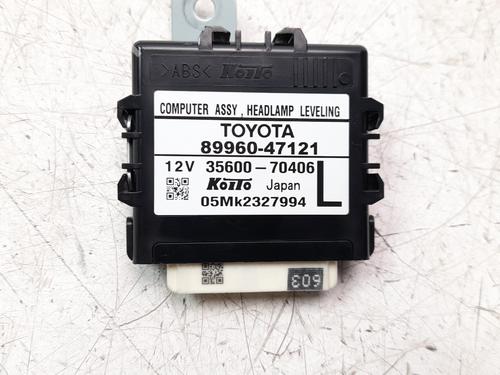 >ABS< KOITO
COMPUTER ASSY , HEADLAMP LEVELING
TOYOTA
89960-47121
12V 35600-70406
KOITO Japan L
05Mk2327994
603